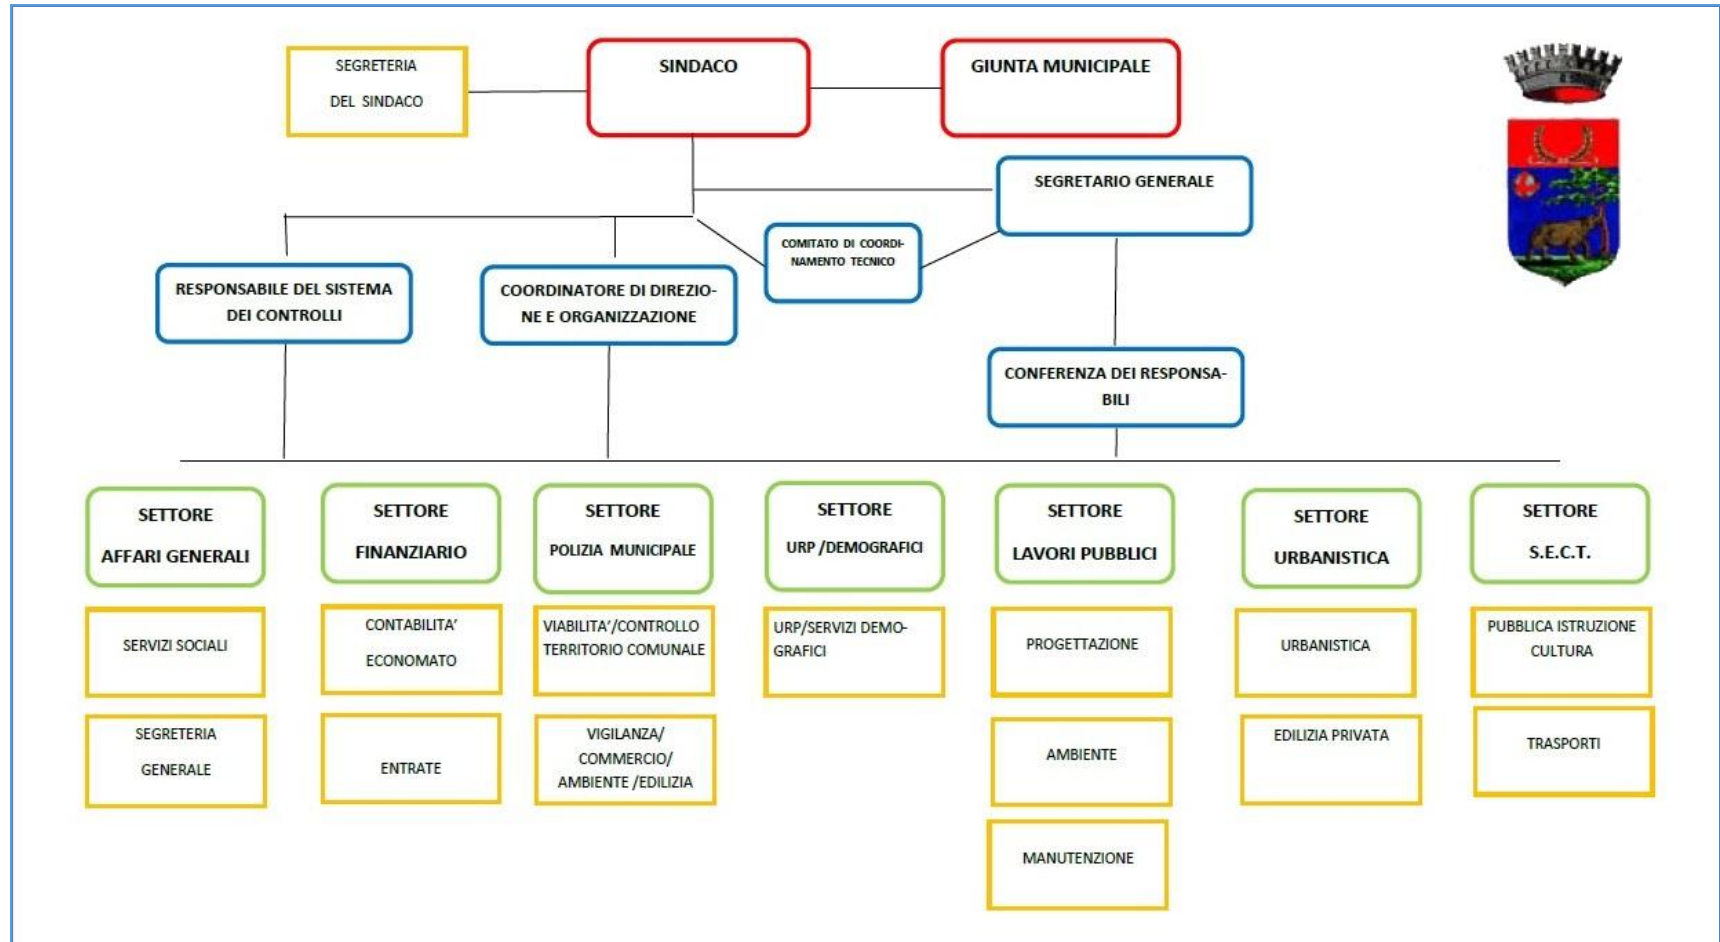 SEGRETERIA
DEL SINDACO
SINDACO
GIUNTA MUNICIPALE
SEGRETARIO GENERALE
COMITATO DI COORDI-
NAMENTO TECNICO
RESPONSABILE DEL SISTEMA
DEI CONTROLLI
COORDINATORE DI DIREZIO-
NE E ORGANIZZAZIONE
CONFERENZA DEI RESPONSA-
BILI
SETTORE
AFFARI GENERALI
SETTORE
FINANZIARIO
SETTORE
POLIZIA MUNICIPALE
SETTORE
URP /DEMOGRAFICI
SETTORE
LAVORI PUBBLICI
SETTORE
URBANISTICA
SETTORE
S.E.C.T.
SERVIZI SOCIALI
CONTABILITA’
ECONOMATO
VIABILITA’/CONTROLLO
TERRITORIO COMUNALE
URP/SERVIZI DEMO-
GRAFICI
PROGETTAZIONE
URBANISTICA
PUBBLICA ISTRUZIONE
CULTURA
SEGRETERIA
GENERALE
ENTRATE
VIGILANZA/
COMMERCIO/
AMBIENTE /EDILIZIA
AMBIENTE
EDILIZIA PRIVATA
TRASPORTI
MANUTENZIONE